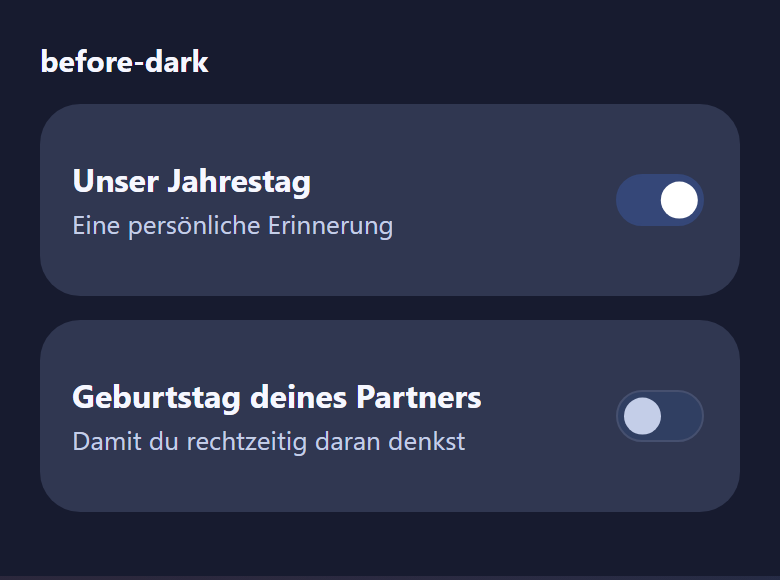 before-dark
Unser Jahrestag
Eine persönliche Erinnerung
Geburtstag deines Partners
Damit du rechtzeitig daran denkst